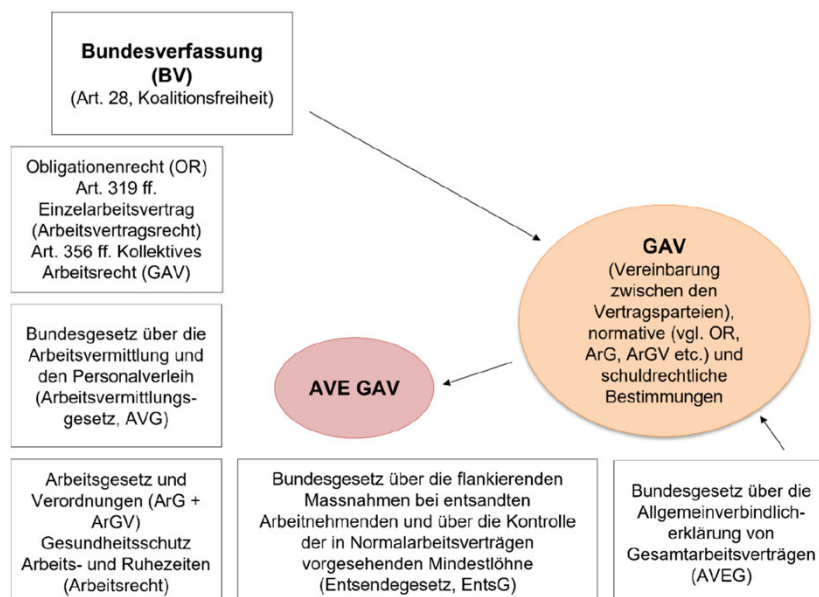 Bundesverfassung
(BV)
(Art. 28, Koalitionsfreiheit)
Obligationenrecht (OR)
Art. 319 ff.
Einzelarbeitsvertrag
(Arbeitsvertragsrecht)
Art. 356 ff. Kollektives
Arbeitsrecht (GAV)
GAV
(Vereinbarung
zwischen den
Vertragsparteien),
normative (vgl. OR,
ArG, ArGV etc.) und
schuldrechtliche
Bestimmungen
Bundesgesetz über die
Arbeitsvermittlung und
den Personalverleih
(Arbeitsvermittlungs-
gesetz, AVG)
AVE GAV
Arbeitsgesetz und
Verordnungen (ArG +
ArGV)
Gesundheitsschutz
Arbeits- und Ruhezeiten
(Arbeitsrecht)
Bundesgesetz über die flankierenden
Massnahmen bei entsandten
Arbeitnehmenden und über die Kontrolle
der in Normalarbeitsverträgen
vorgesehenden Mindestlöhne
(Entsendegesetz, EntsG)
Bundesgesetz über die
Allgemeinverbindlich-
erklärung von
Gesamtarbeitsverträgen
(AVEG)